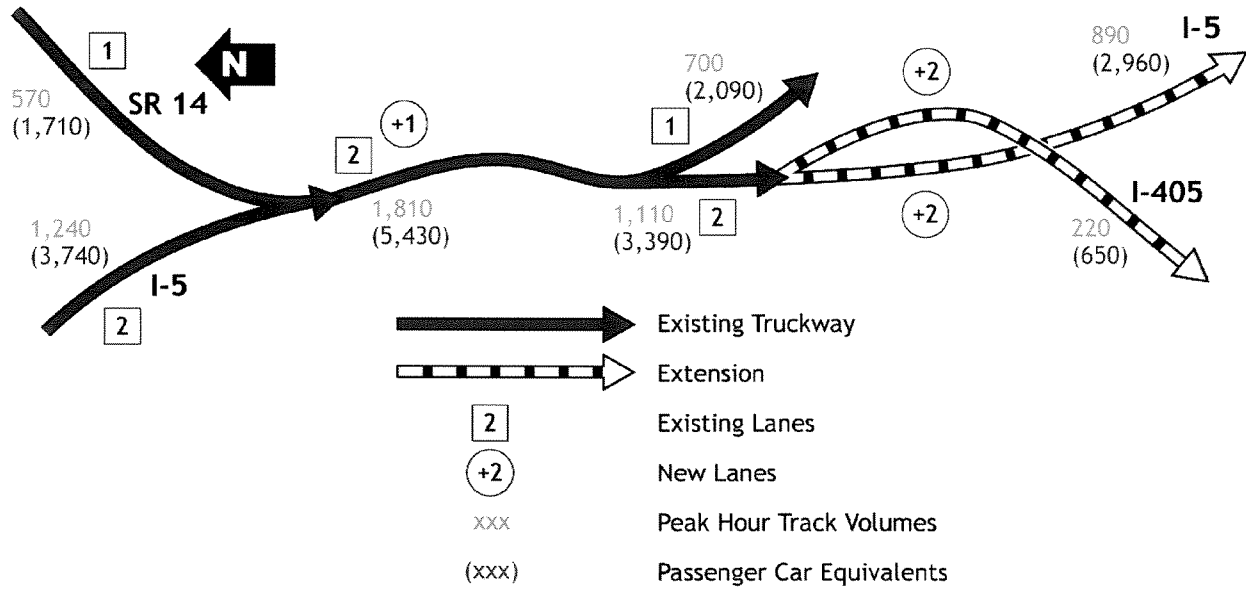 1
N
570
(1,710)
SR 14
2
+1
700
(2,090)
1
+2
890
(2,960)
I-5
1,240
(3,740)
I-5
2
1,810
(5,430)
1,110
(3,390)
2
+2
I-405
220
(650)
Existing Truckway
Extension
2 Existing Lanes
+2 New Lanes
xxx Peak Hour Track Volumes
(xxx) Passenger Car Equivalents